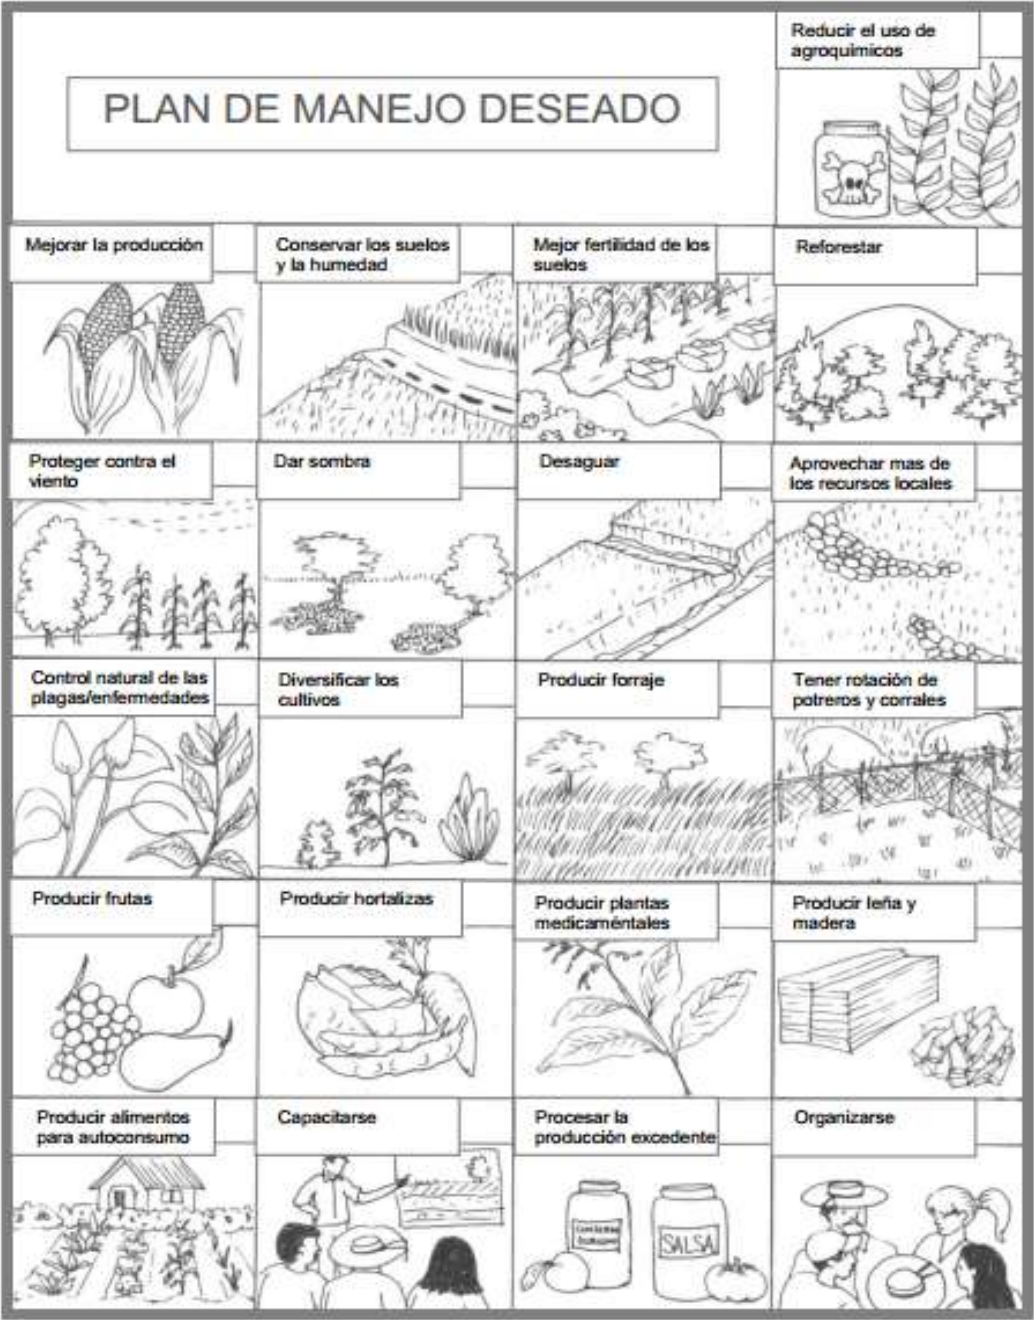 PLAN DE MANEJO DESEADO
Reducir el uso de
agroquímicos
Mejorar la producción
Conservar los suelos
y la humedad
Mejor fertilidad de los
suelos
Reforestar
Proteger contra el
viento
Dar sombra
Desaguar
Aprovechar mas de
los recursos locales
Control natural de las
plagas/enfermedades
Diversificar los
cultivos
Producir forraje
Tener rotación de
potreros y corrales
Producir frutas
Producir hortalizas
Producir plantas
medicaméntales
Producir leña y
madera
Producir alimentos
para autoconsumo
Capacitarse
Procesar la
producción excedente
Organizarse
SALSA